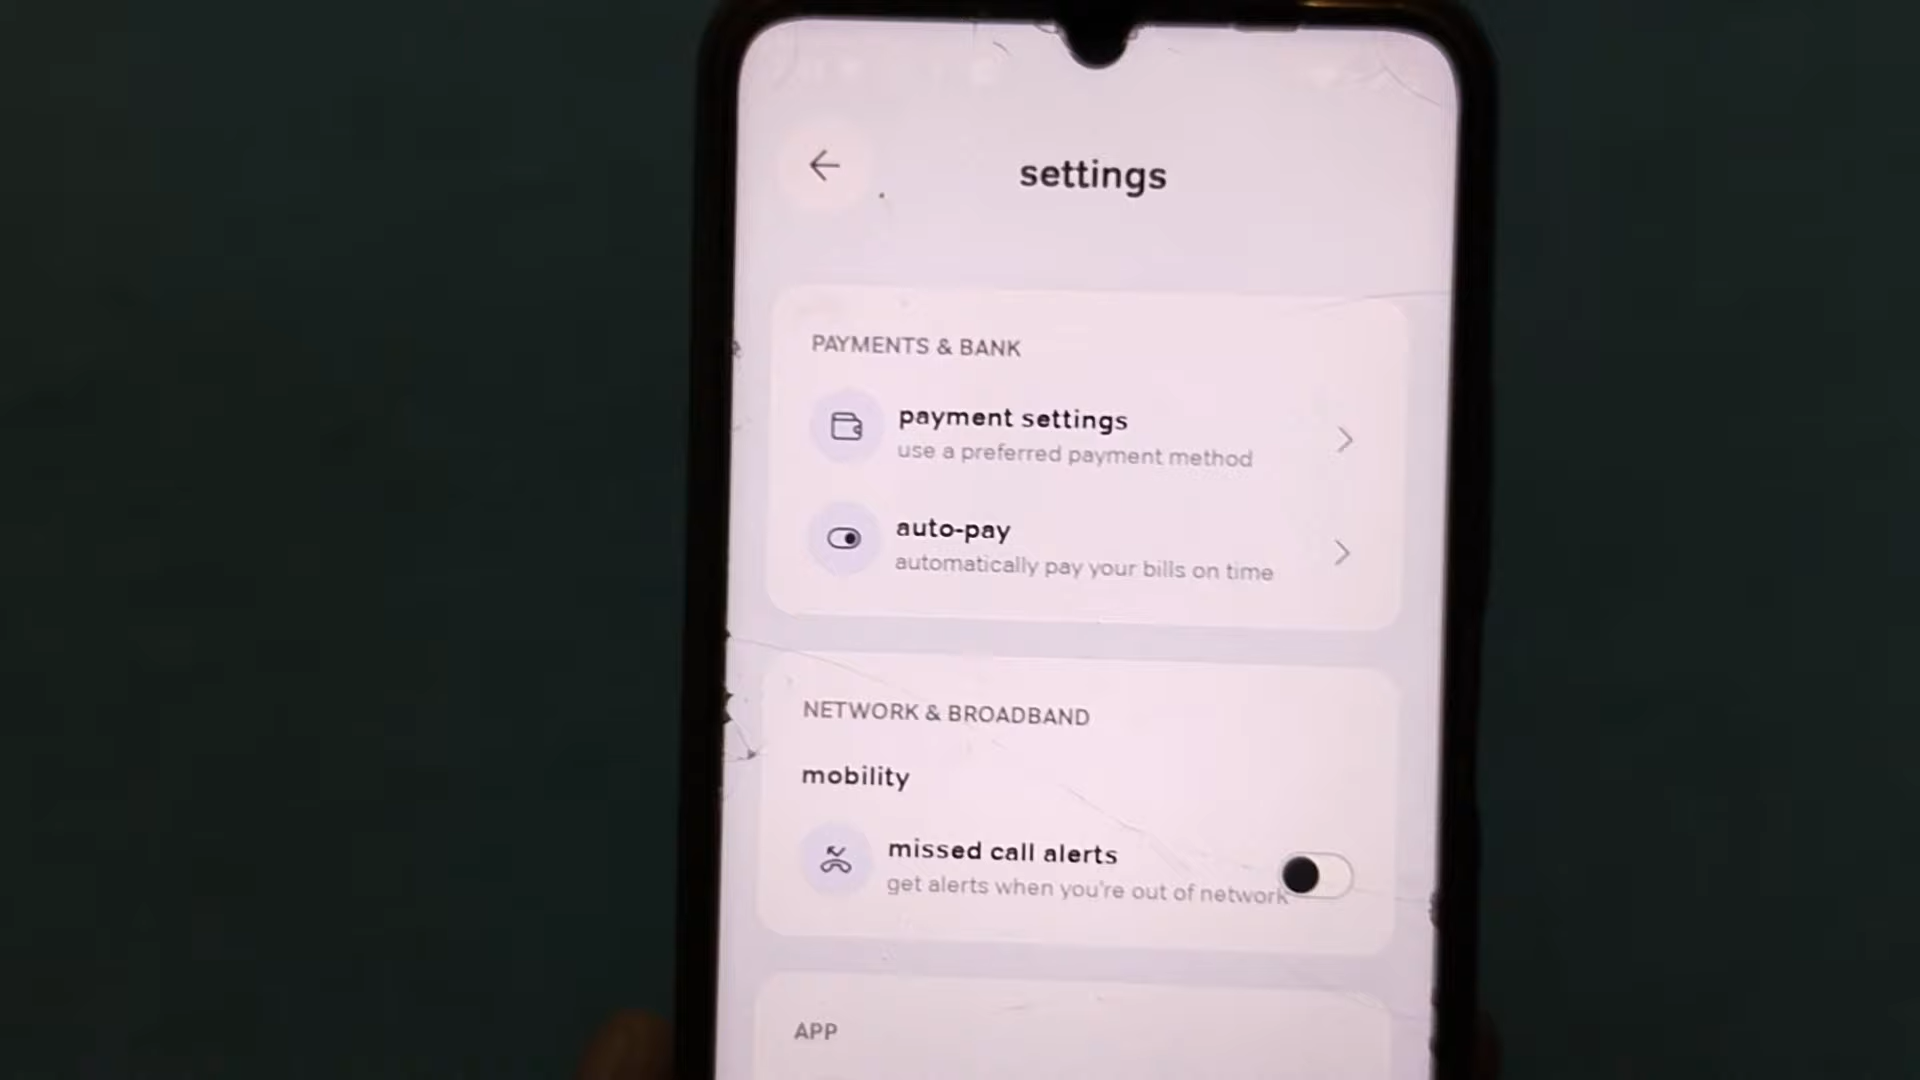 settings
PAYMENTS & BANK
payment settings
use a preferred payment method
auto-pay
automatically pay your bills on time
NETWORK & BROADBAND
mobility
missed call alerts
get alerts when you're out of network
APP